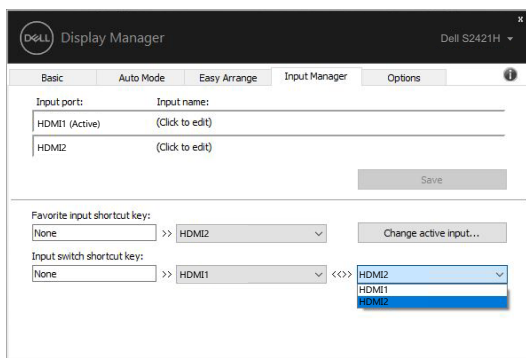 x
DELL Display Manager Dell S2421H
Basic Auto Mode Easy Arrange Input Manager Options i
Input port: Input name:
HDMI1 (Active) (Click to edit)
HDMI2 (Click to edit)
Save
Favorite input shortcut key:
None >> HDMI2 Change active input...
Input switch shortcut key:
None >> HDMI1 <<>> HDMI2
HDMI1
HDMI2